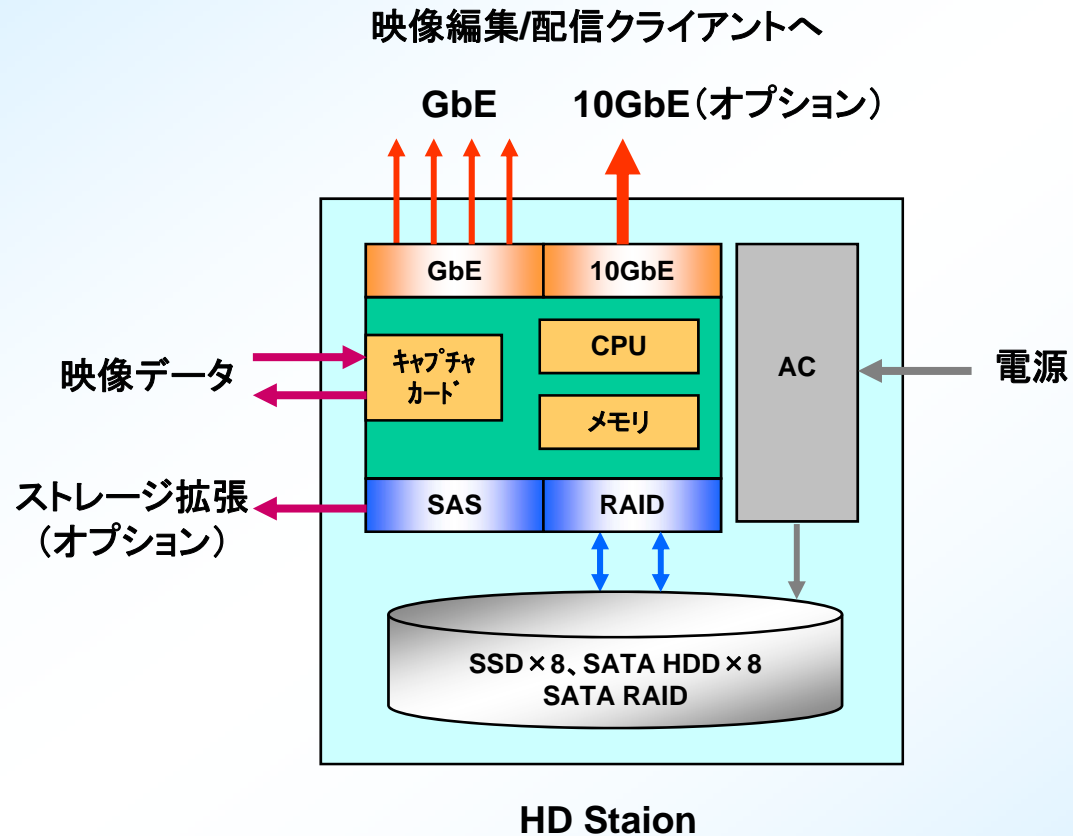 映像編集/配信クライアントへ
GbE
10GbE(オプション)
GbE
10GbE
キャプチャ
カード
CPU
メモリ
AC
映像データ
電源
ストレージ拡張
(オプション)
SAS
RAID
SSD×8、SATA HDD×8
SATA RAID
HD Staion